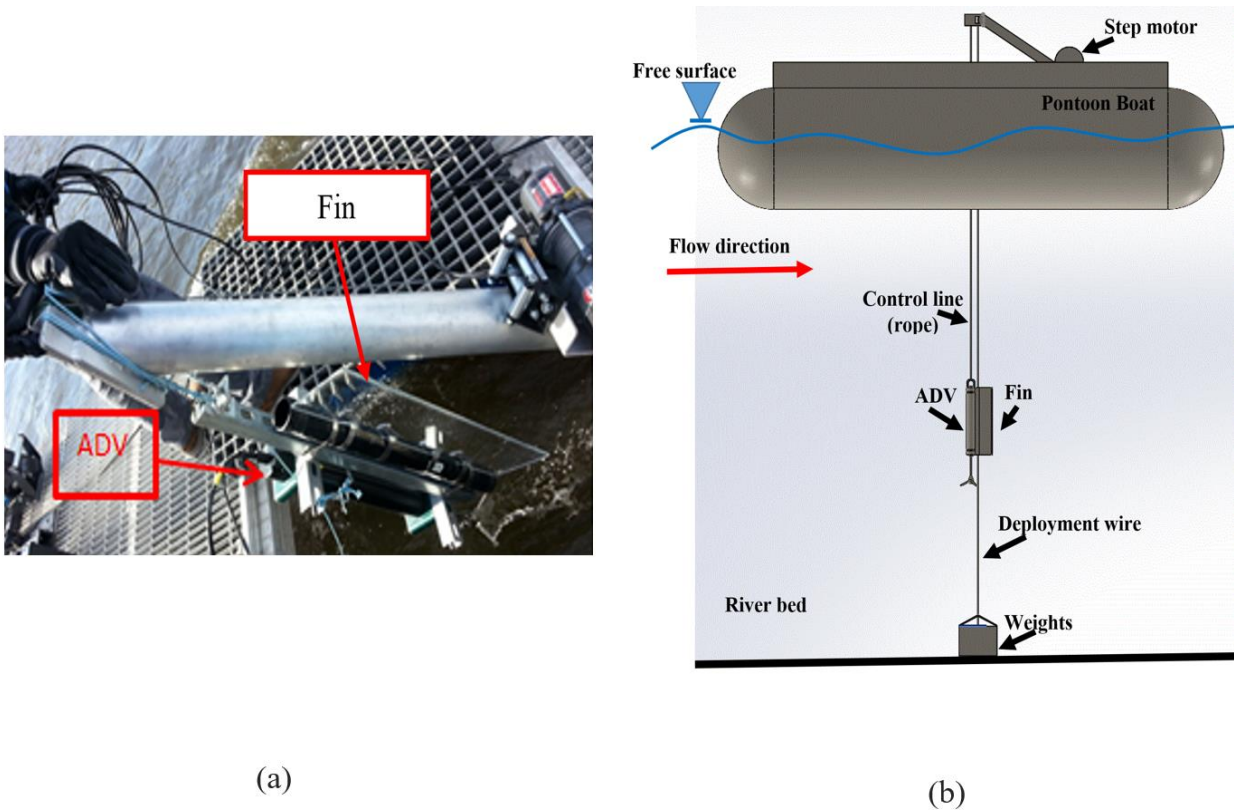 Fin
ADV
(a)
Step motor
Free surface
Pontoon Boat
Flow direction
Control line
(rope)
ADV
Fin
Deployment wire
River bed
Weights
(b)